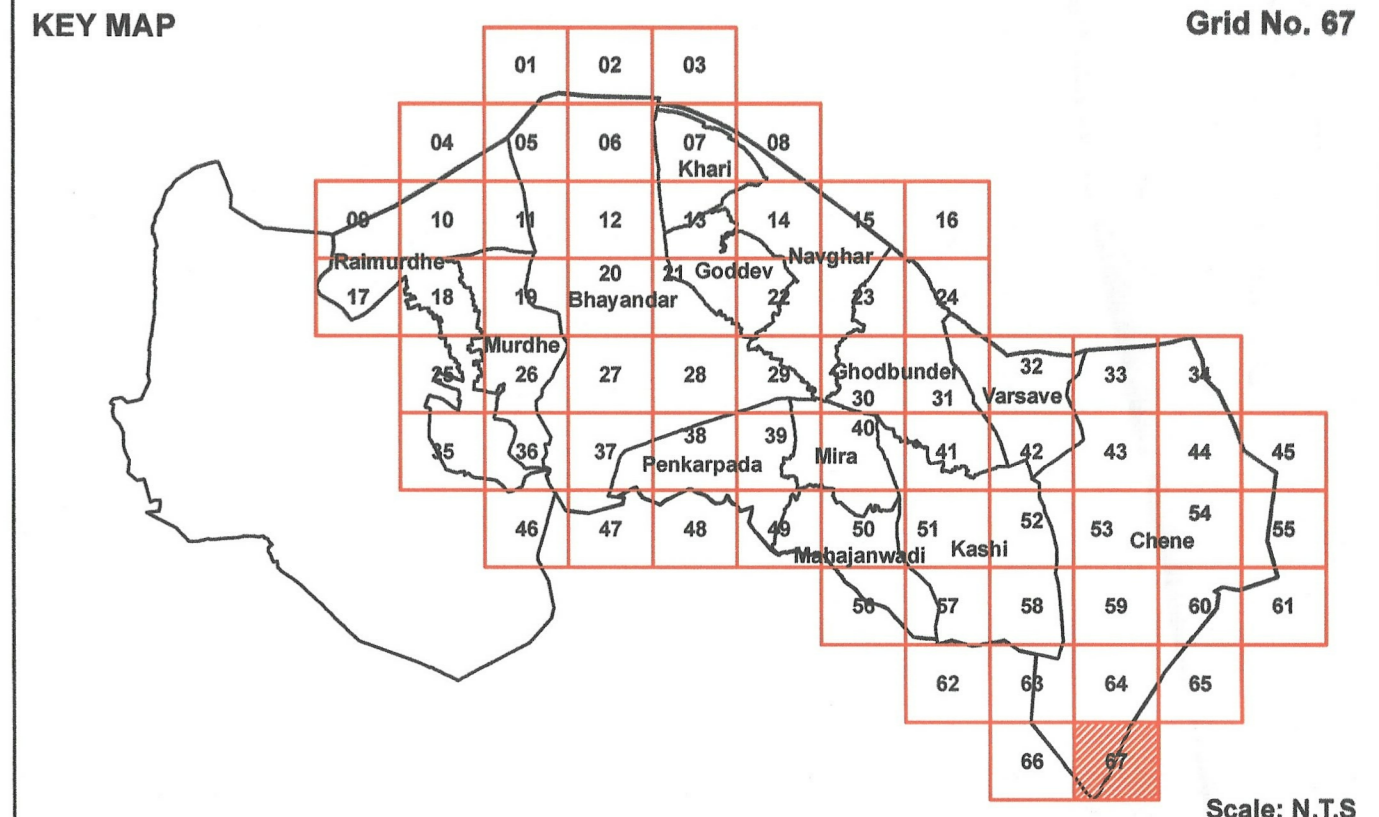 KEY MAP
Grid No. 67
01 02 03
04 05 06 07 08
Khari
09 10 11 12 13 14 15 16
Raimurdhe Goddev Navghar
17 18 19 20 21 22 23 24
Bhayandar
Murdhe
25 26 27 28 29 30 31 32 33 34
Ghodbunder Varsave
35 36 37 38 39 40 41 42 43 44 45
Penkarpada Mira
46 47 48 49 50 51 52 53 54 55
Mahajanwadi Kashi Chene
56 57 58 59 60 61
62 63 64 65
66 67
Scale: N.T.S